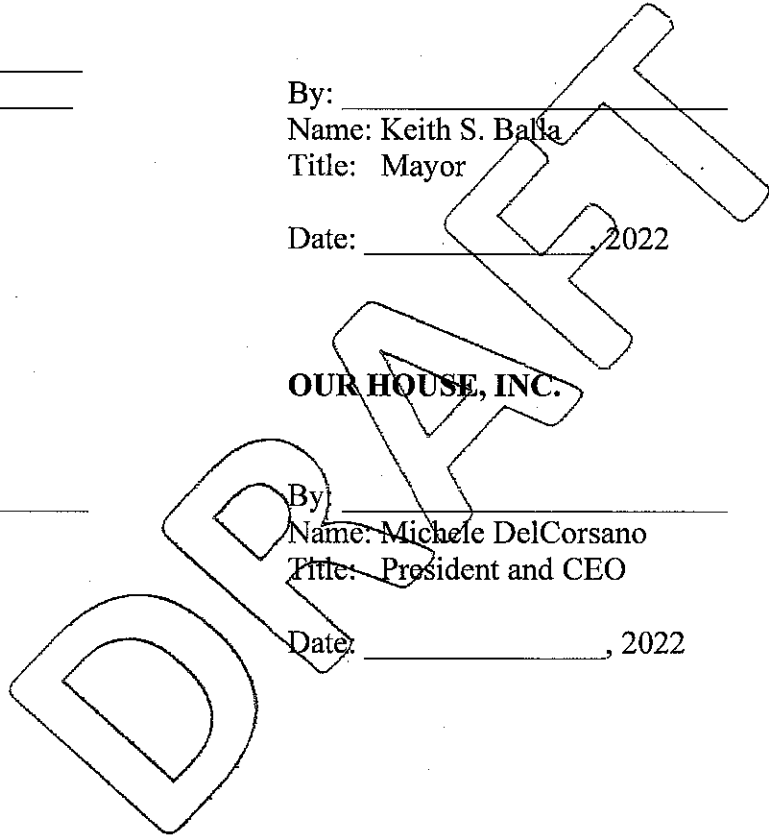 By: 
Name: Keith S. Balla
Title: Mayor
Date: , 2022
OUR HOUSE, INC.
By:
Name: Michele DelCorsano
Title: President and CEO
Date: , 2022
DRAFT